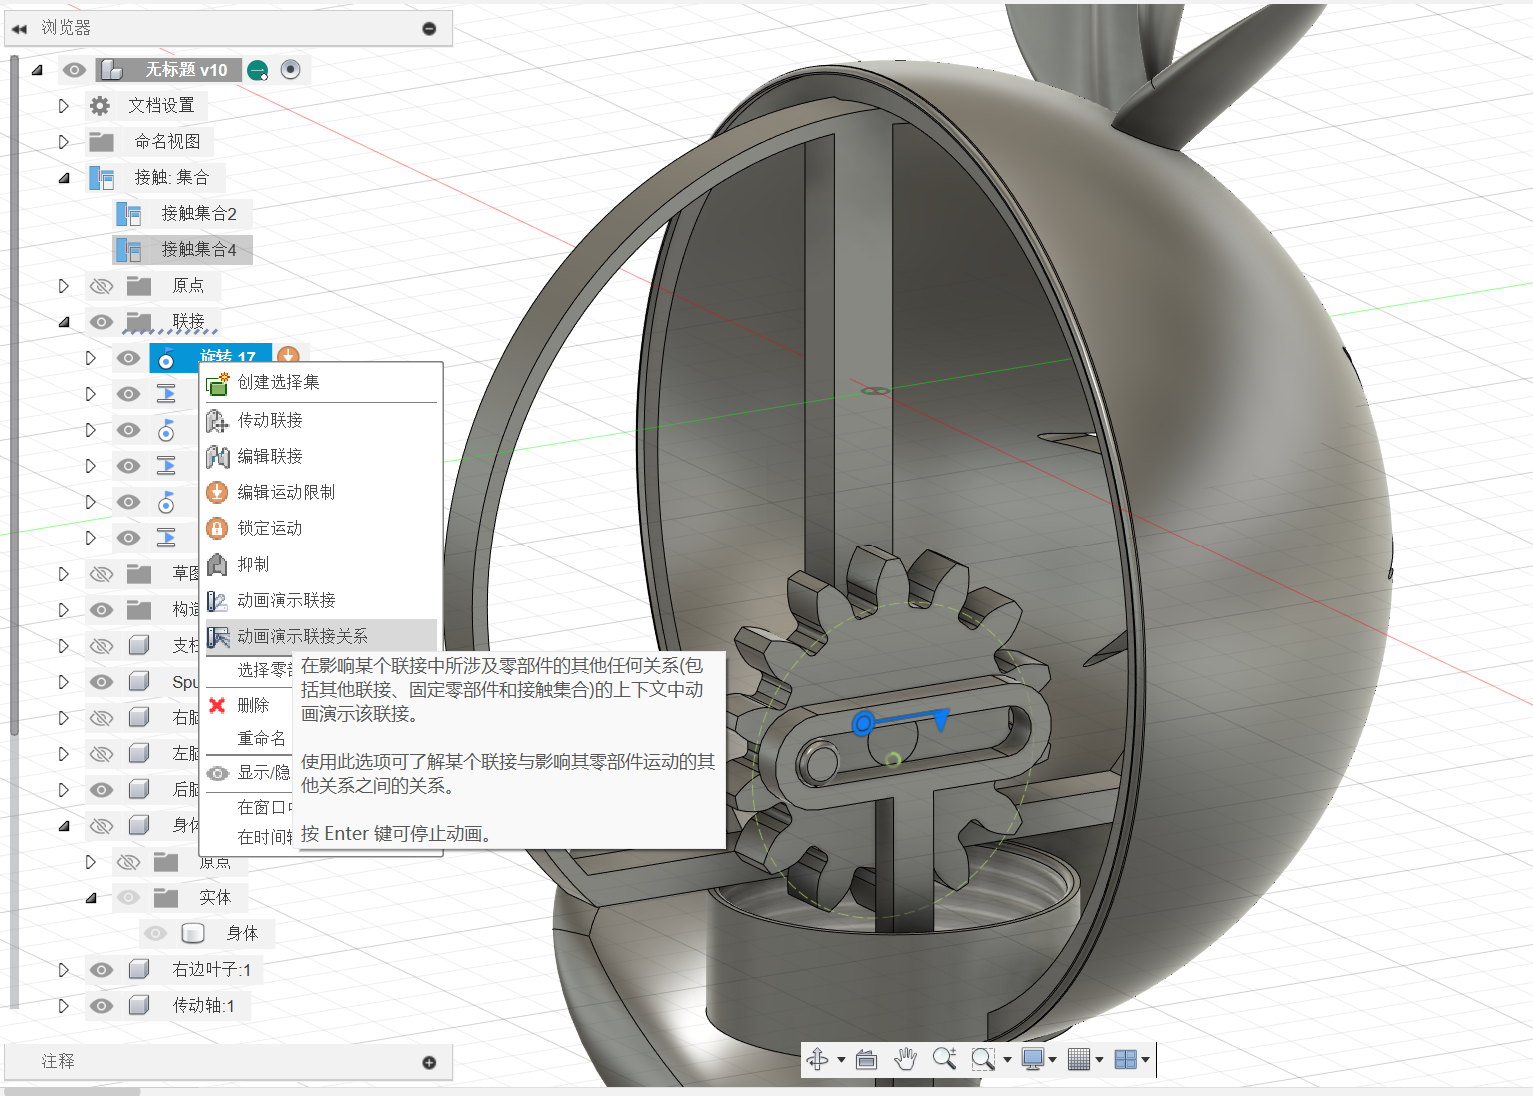 浏览器
无标题 v10
文档设置
命名视图
接触: 集合
接触集合2
接触集合4
原点
联接
旋转 17
创建选择集
传动联接
编辑联接
编辑运动限制
锁定运动
抑制
动画演示联接
动画演示联接关系
选择零部
删除
重命名
显示/隐
在窗口中
在时间轴
在影响某个联接中所涉及零部件的其他任何关系(包
括其他联接、固定零部件和接触集合)的上下文中动
画演示该联接。
使用此选项可了解某个联接与影响其零部件运动的其
他关系之间的关系。
按 Enter 键可停止动画。
草图
构造
支柱
Spu
右脑
左脑
后脑
身体
原点
实体
身体
右边叶子:1
传动轴:1
注释